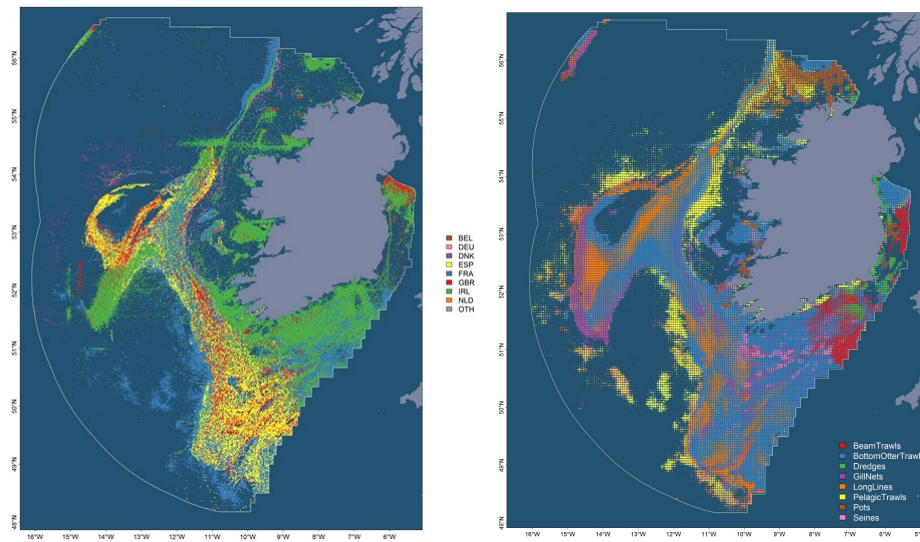 56°N
55°N
54°N
53°N
52°N
51°N
50°N
49°N
48°N
16°W 15°W 14°W 13°W 12°W 11°W 10°W 9°W 8°W 7°W 6°W
BEL
DEU
DNK
ESP
FRA
GBR
IRL
NLD
OTH
56°N
55°N
54°N
53°N
52°N
51°N
50°N
49°N
48°N
16°W 15°W 14°W 13°W 12°W 11°W 10°W 9°W 8°W 7°W 6°W
BeamTrawls
BottomOtterTrawl
Dredges
GillNets
LongLines
PelagicTrawls
Pots
Seines